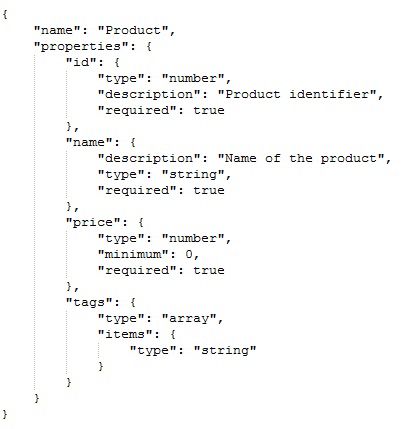 {
    "name": "Product",
    "properties": {
        "id": {
            "type": "number",
            "description": "Product identifier",
            "required": true
        },
        "name": {
            "description": "Name of the product",
            "type": "string",
            "required": true
        },
        "price": {
            "type": "number",
            "minimum": 0,
            "required": true
        },
        "tags": {
            "type": "array",
            "items": {
                "type": "string"
            }
        }
    }
}